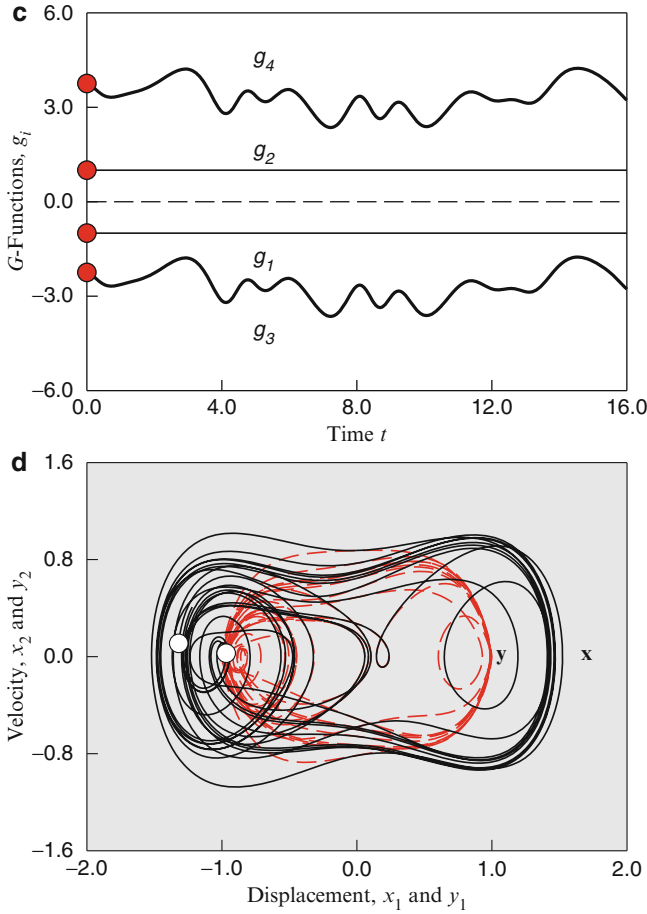 c
6.0
3.0
0.0
−3.0
−6.0
G-Functions, gᵢ
g₄
g₂
g₁
g₃
0.0 4.0 8.0 12.0 16.0
Time t
d
1.6
0.8
0.0
−0.8
−1.6
Velocity, x₂ and y₂
y x
−2.0 −1.0 0.0 1.0 2.0
Displacement, x₁ and y₁